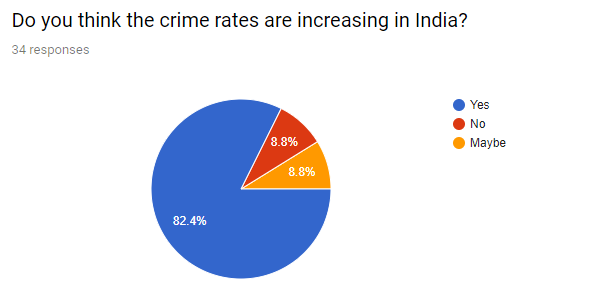 Do you think the crime rates are increasing in India?
34 responses
Yes
No
Maybe
8.8%
8.8%
82.4%